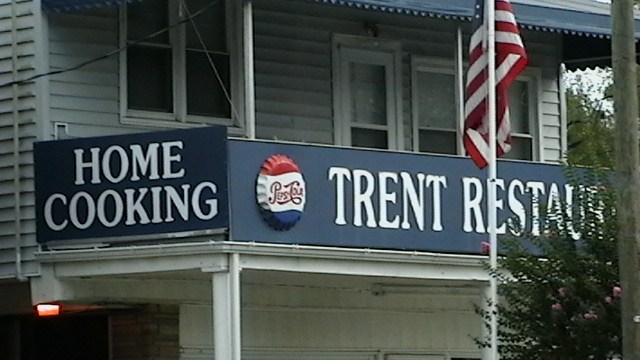 HOME
COOKING
PEPSI-COLA
TRENT RESTAU